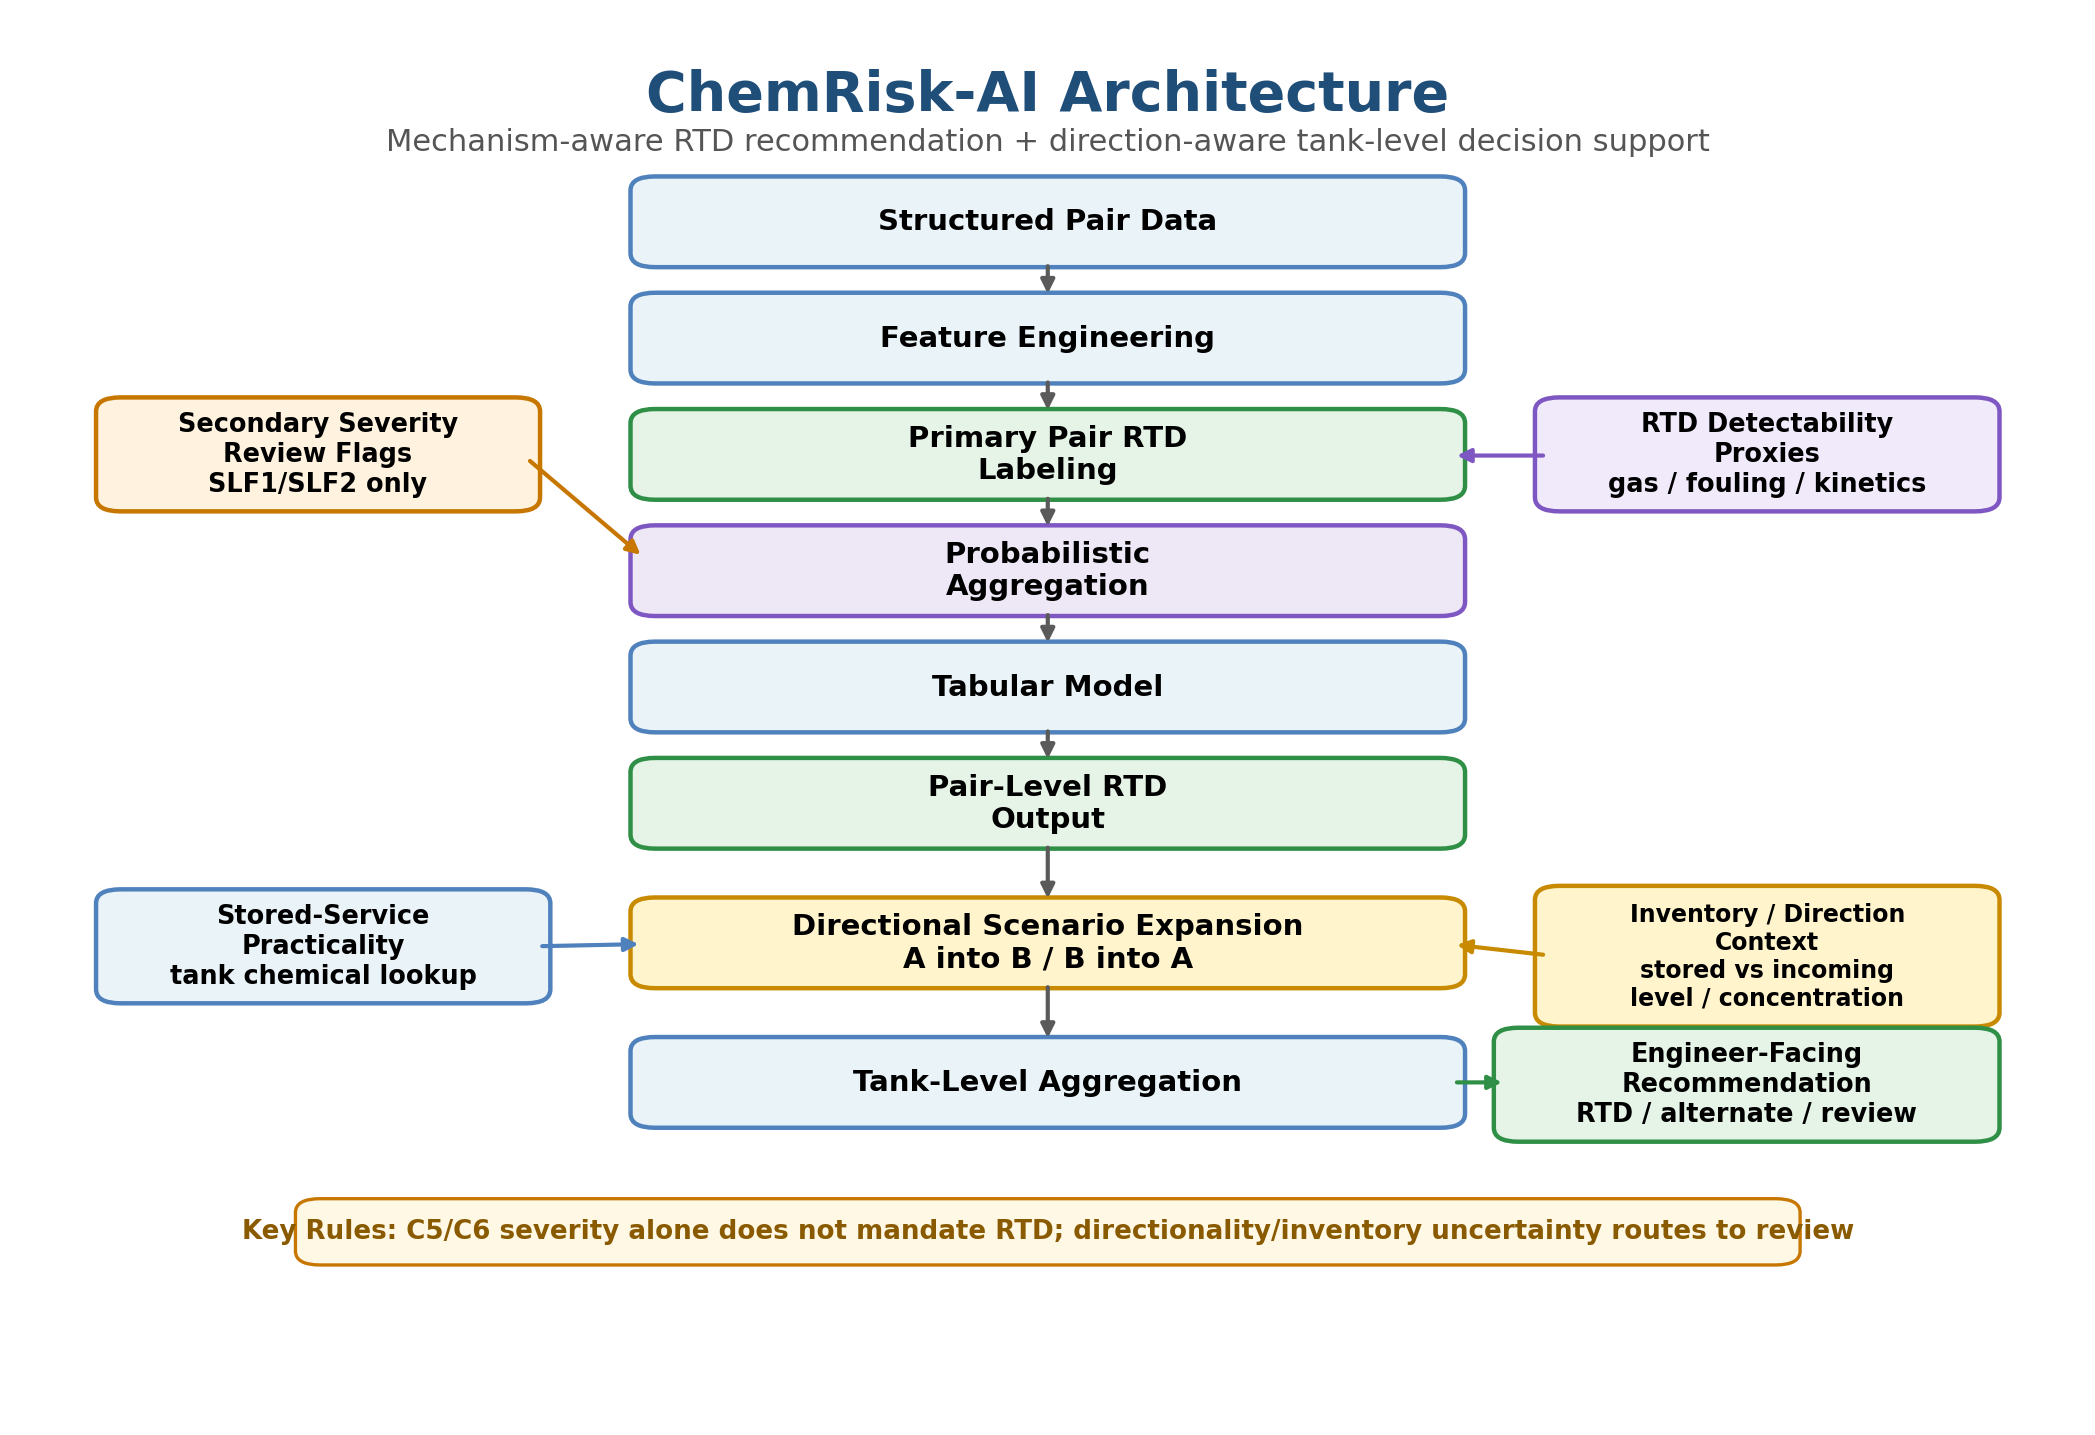 ChemRisk-AI Architecture
Mechanism-aware RTD recommendation + direction-aware tank-level decision support
Structured Pair Data
Feature Engineering
Secondary Severity
Review Flags
SLF1/SLF2 only
Primary Pair RTD
Labeling
RTD Detectability
Proxies
gas / fouling / kinetics
Probabilistic
Aggregation
Tabular Model
Pair-Level RTD
Output
Stored-Service
Practicality
tank chemical lookup
Directional Scenario Expansion
A into B / B into A
Inventory / Direction
Context
stored vs incoming
level / concentration
Tank-Level Aggregation
Engineer-Facing
Recommendation
RTD / alternate / review
Key Rules: C5/C6 severity alone does not mandate RTD; directionality/inventory uncertainty routes to review